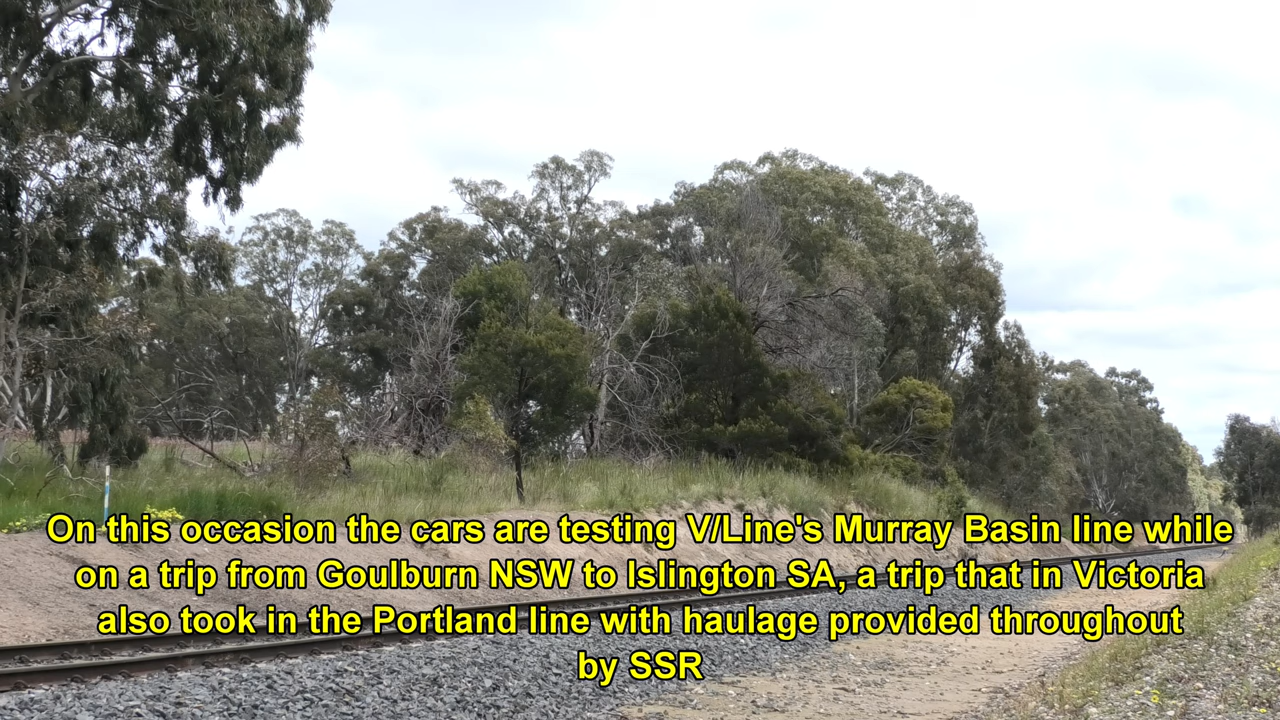 On this occasion the cars are testing V/Line's Murray Basin line while
on a trip from Goulburn NSW to Islington SA, a trip that in Victoria
also took in the Portland line with haulage provided throughout
by SSR